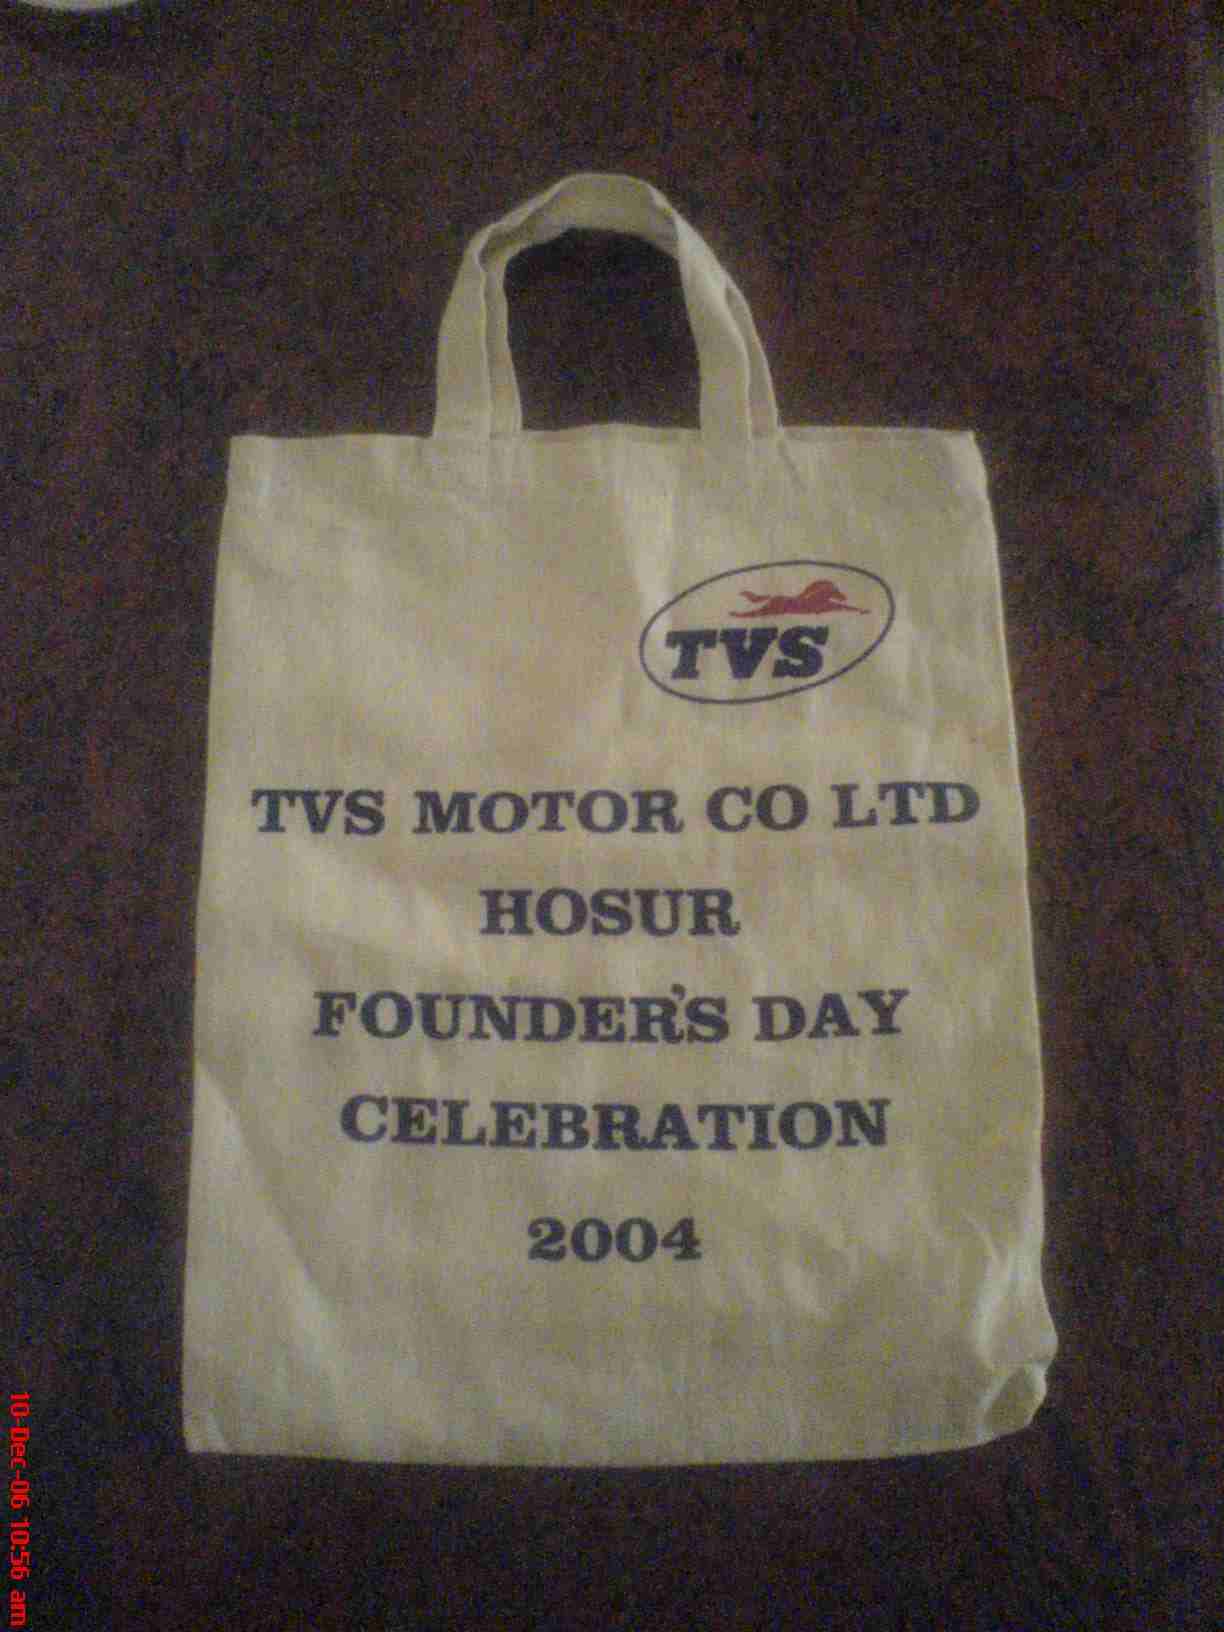 TVS
TVS MOTOR CO LTD
HOSUR
FOUNDER'S DAY
CELEBRATION
2004
10-Dec-06 10:56 am